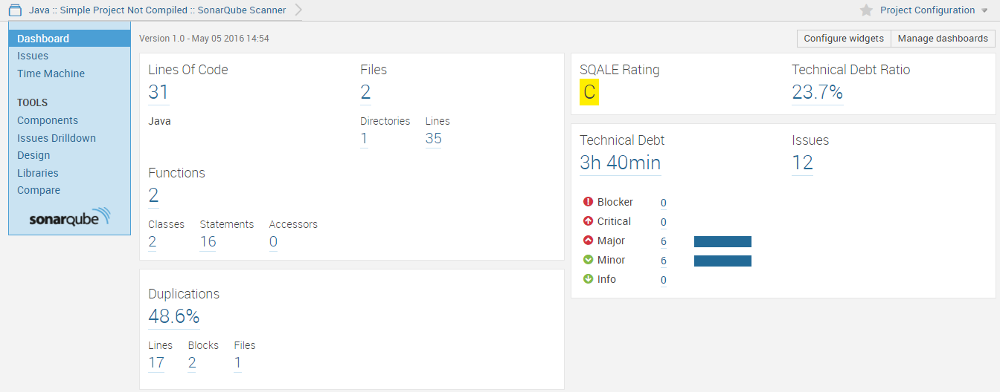 Java :: Simple Project Not Compiled :: SonarQube Scanner
Project Configuration
Dashboard
Issues
Time Machine
TOOLS
Components
Issues Drilldown
Design
Libraries
Compare
sonarqube
Version 1.0 - May 05 2016 14:54
Configure widgets
Manage dashboards
Lines Of Code
31
Java
Files
2
Directories
1
Lines
35
Functions
2
Classes
2
Statements
16
Accessors
0
Duplications
48.6%
Lines
17
Blocks
2
Files
1
SQALE Rating
C
Technical Debt Ratio
23.7%
Technical Debt
3h 40min
Issues
12
Blocker 0
Critical 0
Major 6
Minor 6
Info 0